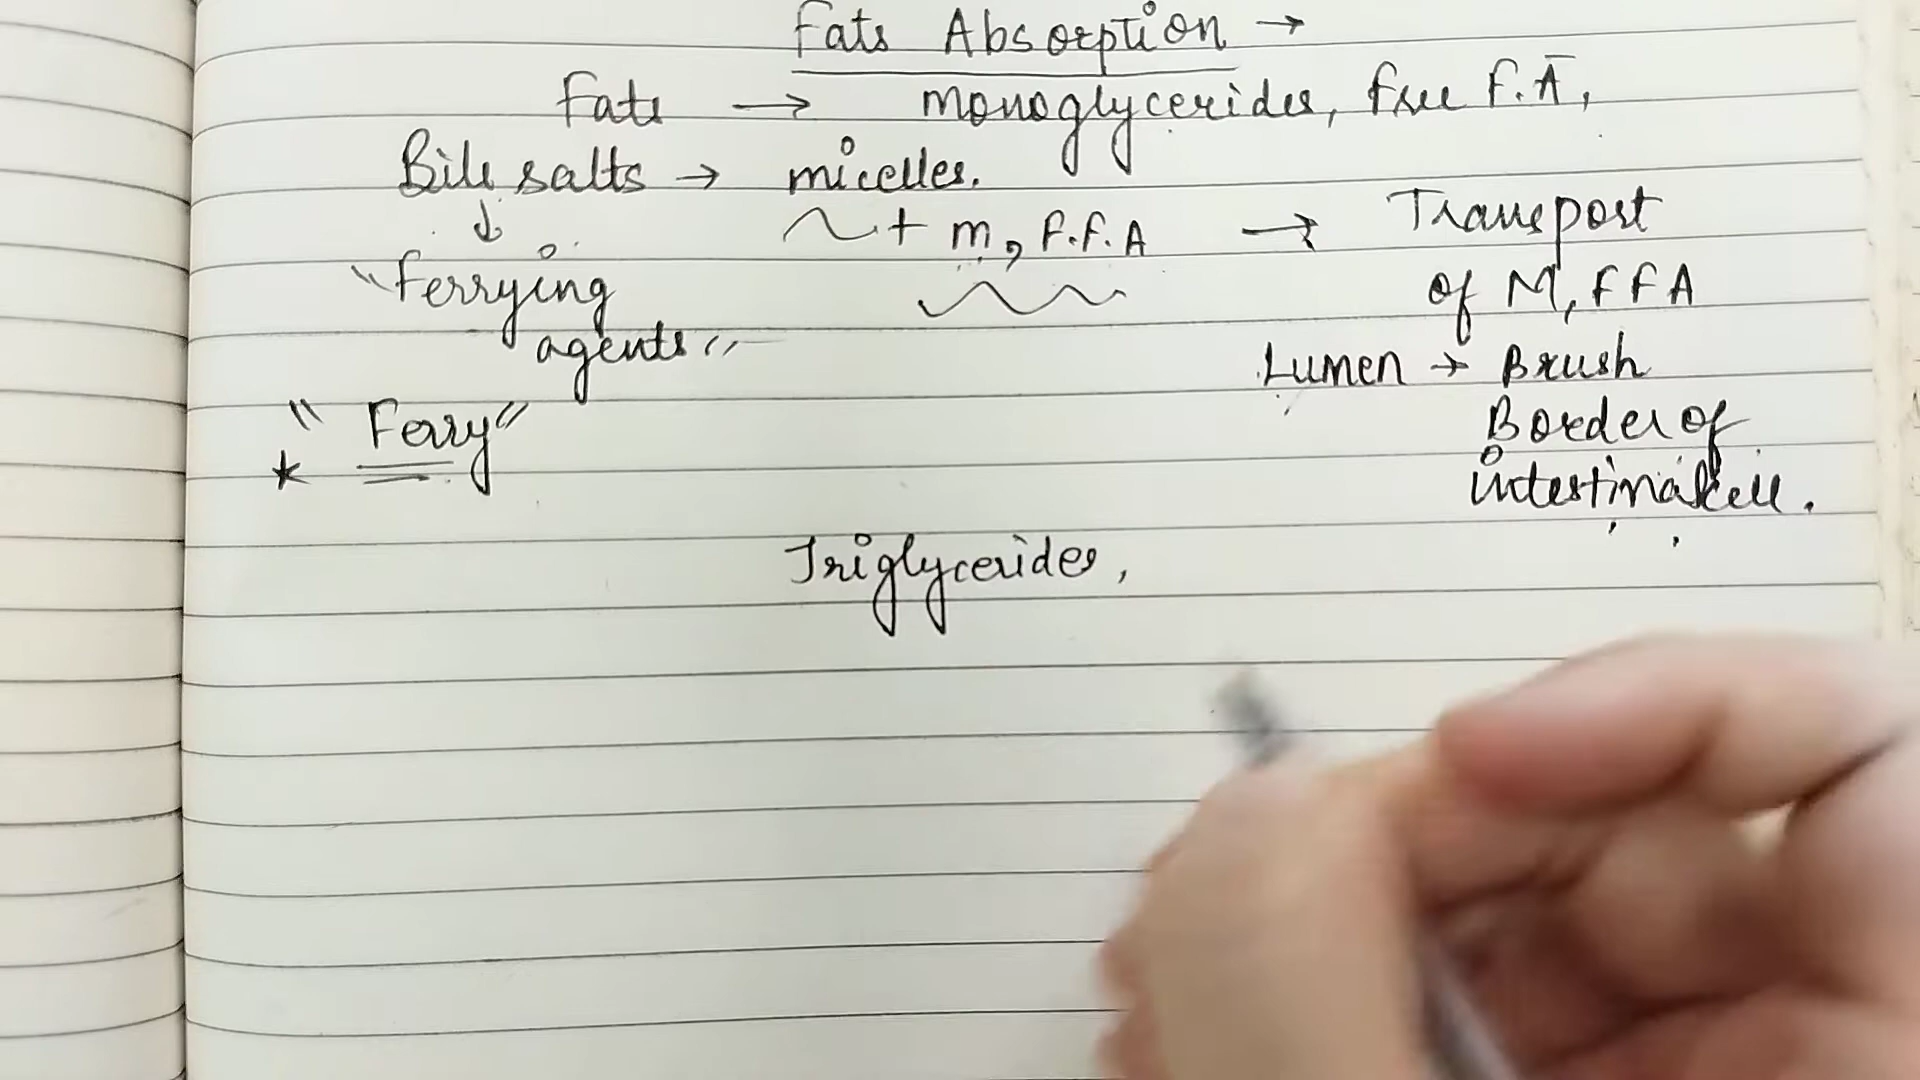 Fats Absorption →
Fats → monoglycerides, free F.A,
Bile salts → micelles.
↓
+ m, F.F.A → Transport
"ferrying of M, FFA
agents" Lumen → Brush
" Ferry" Border of
* intestinal cell.
Triglycerides,